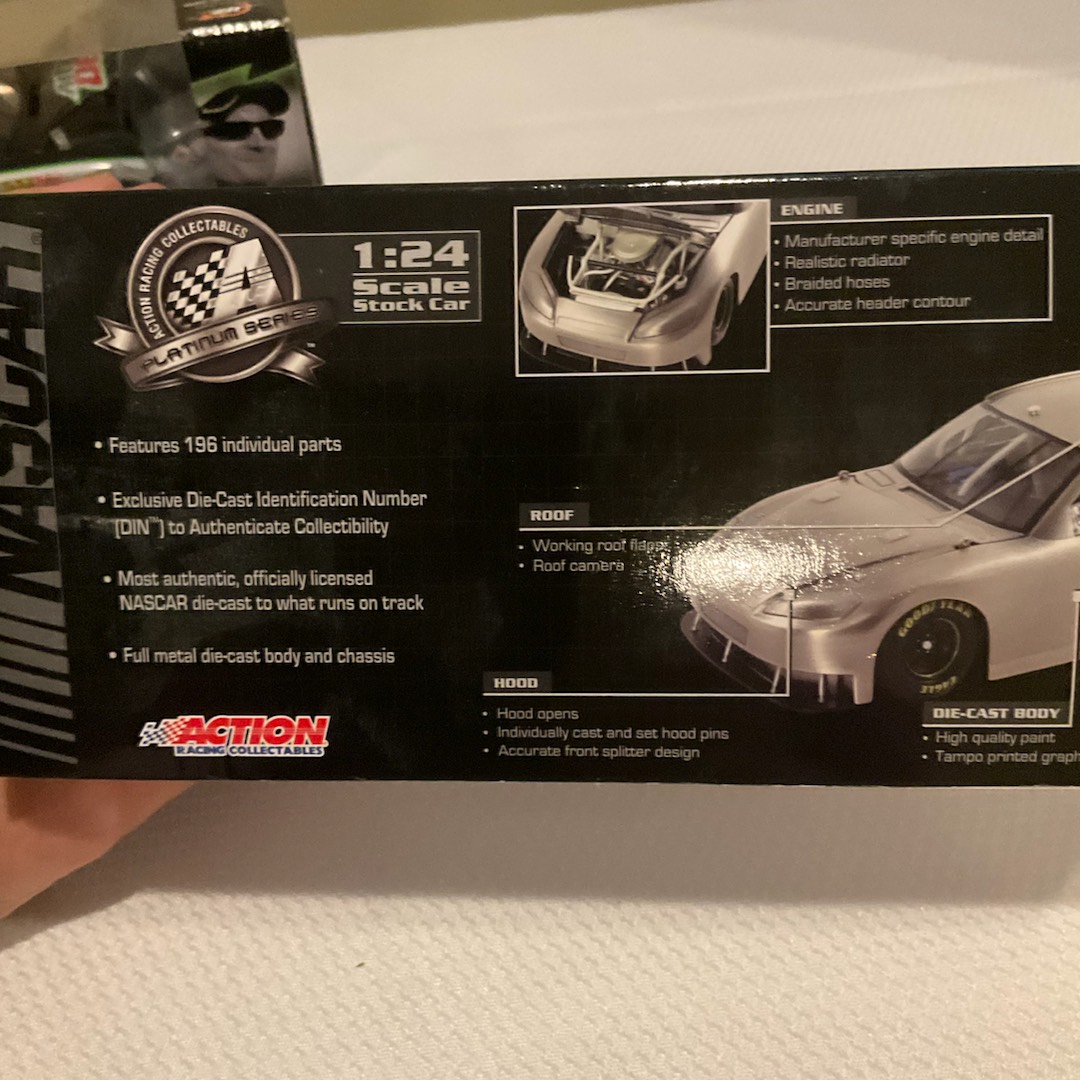 NASCAR
ACTION RACING COLLECTABLES
A
PLATINUM SERIES™
1:24
Scale
Stock Car
• Features 196 individual parts
• Exclusive Die-Cast Identification Number
(DIN™) to Authenticate Collectibility
• Most authentic, officially licensed
NASCAR die-cast to what runs on track
• Full metal die-cast body and chassis
ACTION
RACING COLLECTABLES
ENGINE
• Manufacturer specific engine detail
• Realistic radiator
• Braided hoses
• Accurate header contour
ROOF
• Working roof flaps
• Roof camera
HOOD
• Hood opens
• Individually cast and set hood pins
• Accurate front splitter design
GOODYEAR
EAGLE
DIE-CAST BODY
• High quality paint
• Tampo printed graph